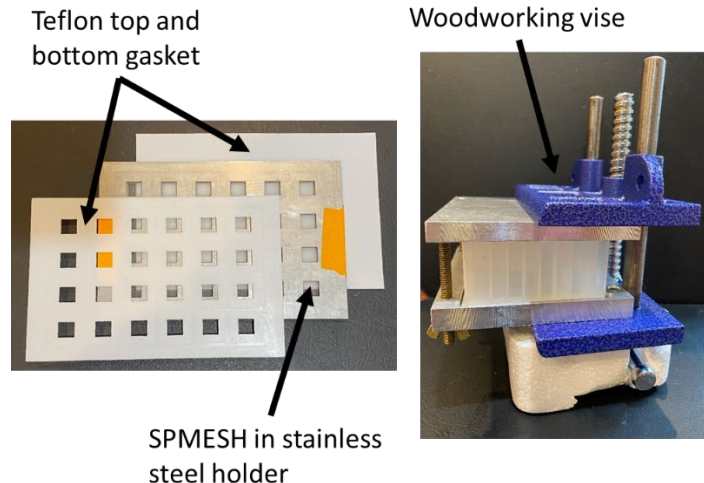 Teflon top and
bottom gasket
Woodworking vise
SPMESH in stainless
steel holder